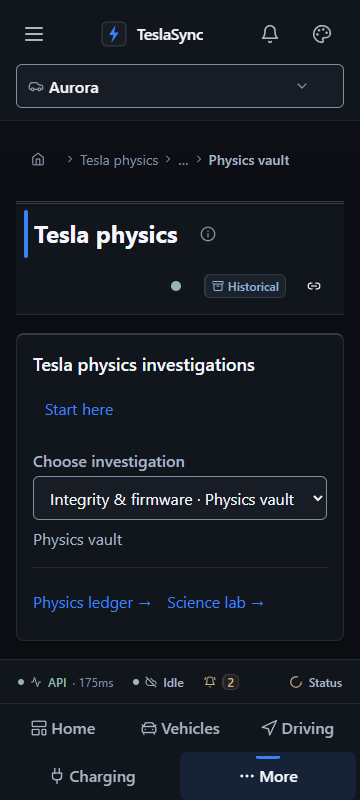 TeslaSync
Aurora
Tesla physics ... Physics vault
Tesla physics
Historical
Tesla physics investigations
Start here
Choose investigation
Integrity & firmware · Physics vault
Physics vault
Physics ledger → Science lab →
API · 175ms Idle 2 Status
Home Vehicles Driving
Charging ··· More